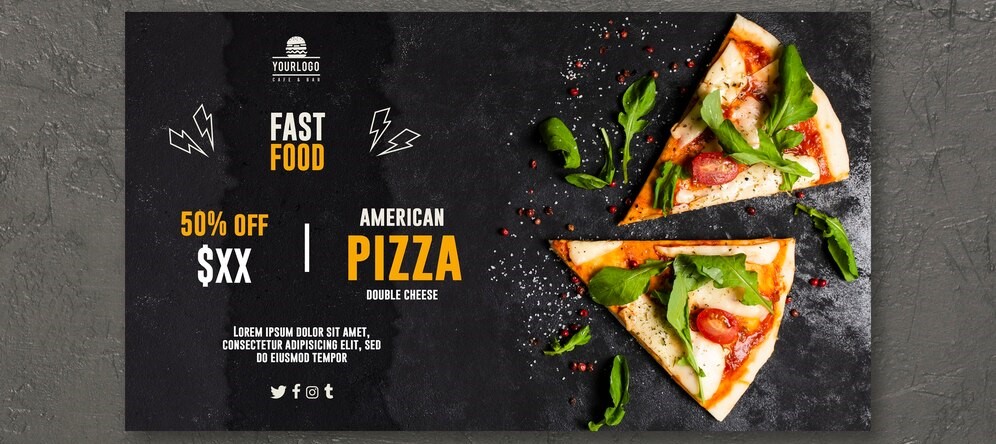 YOURLOGO
CAFE & BAR
FAST
FOOD
50% OFF
$XX
AMERICAN
PIZZA
DOUBLE CHEESE
LOREM IPSUM DOLOR SIT AMET,
CONSECTETUR ADIPISICING ELIT, SED
DO EIUSMOD TEMPOR